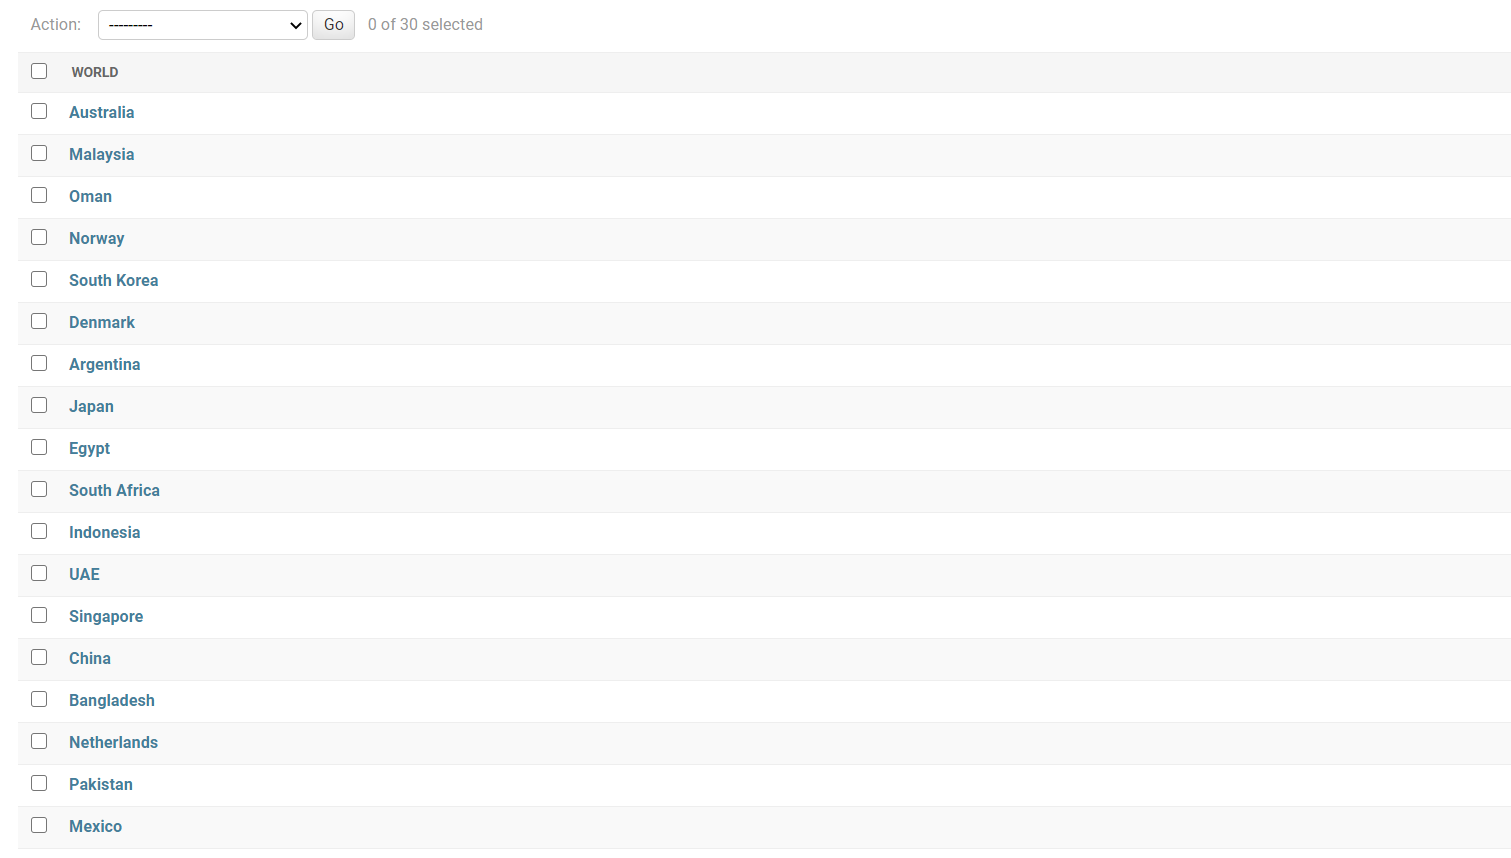 Action: --------- Go 0 of 30 selected
WORLD
Australia
Malaysia
Oman
Norway
South Korea
Denmark
Argentina
Japan
Egypt
South Africa
Indonesia
UAE
Singapore
China
Bangladesh
Netherlands
Pakistan
Mexico